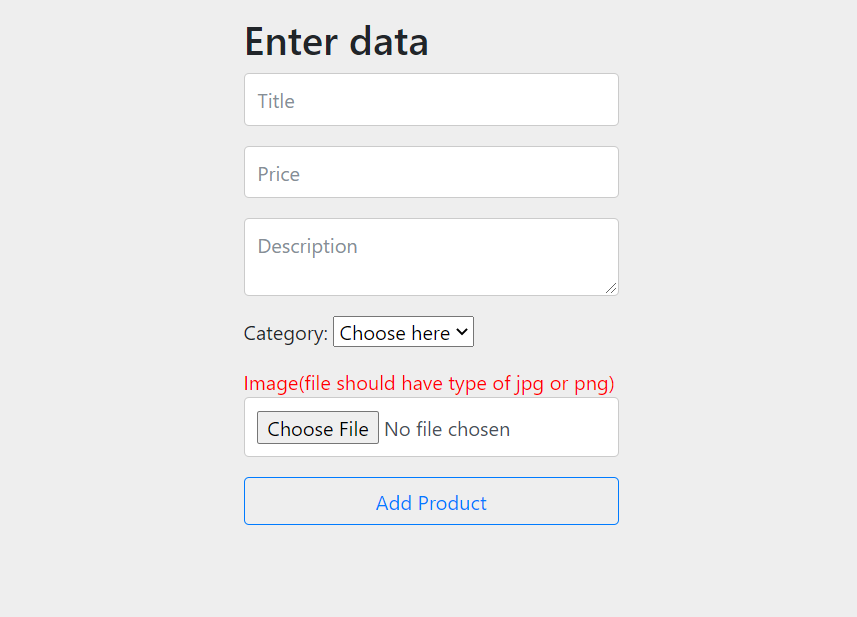 Enter data
Title
Price
Description
Category: Choose here
Image(file should have type of jpg or png)
Choose File No file chosen
Add Product